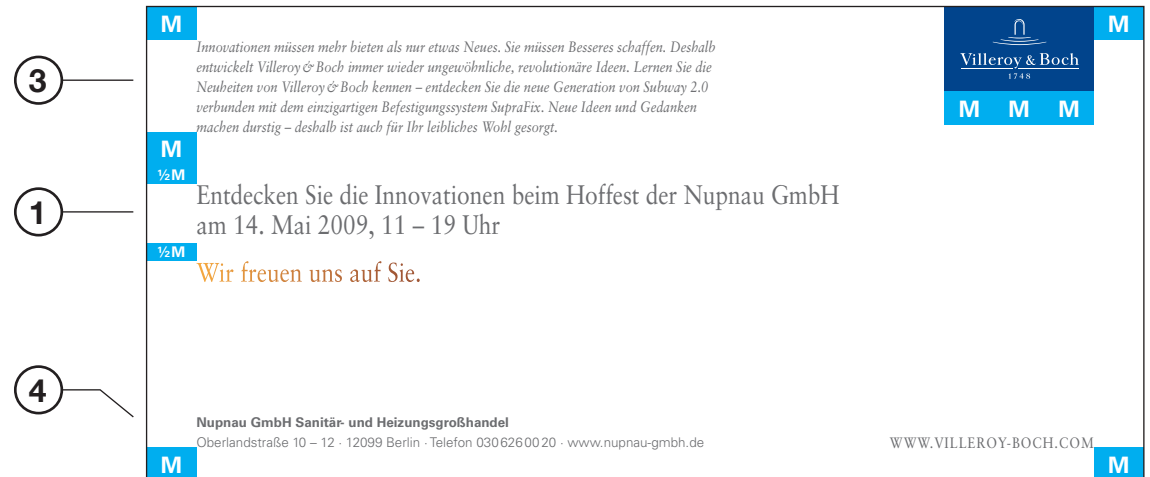 M
M
Innovationen müssen mehr bieten als nur etwas Neues. Sie müssen Besseres schaffen. Deshalb
entwickelt Villeroy & Boch immer wieder ungewöhnliche, revolutionäre Ideen. Lernen Sie die
Neuheiten von Villeroy & Boch kennen – entdecken Sie die neue Generation von Subway 2.0
verbunden mit dem einzigartigen Befestigungssystem SupraFix. Neue Ideen und Gedanken
machen durstig – deshalb ist auch für Ihr leibliches Wohl gesorgt.
3
Villeroy & Boch
1748
M M M
M
½M
1
Entdecken Sie die Innovationen beim Hoffest der Nupnau GmbH
am 14. Mai 2009, 11 – 19 Uhr
½M
Wir freuen uns auf Sie.
4
Nupnau GmbH Sanitär- und Heizungsgroßhandel
Oberlandstraße 10 – 12 · 12099 Berlin · Telefon 030 626 00 20 · www.nupnau-gmbh.de
WWW.VILLEROY-BOCH.COM
M
M